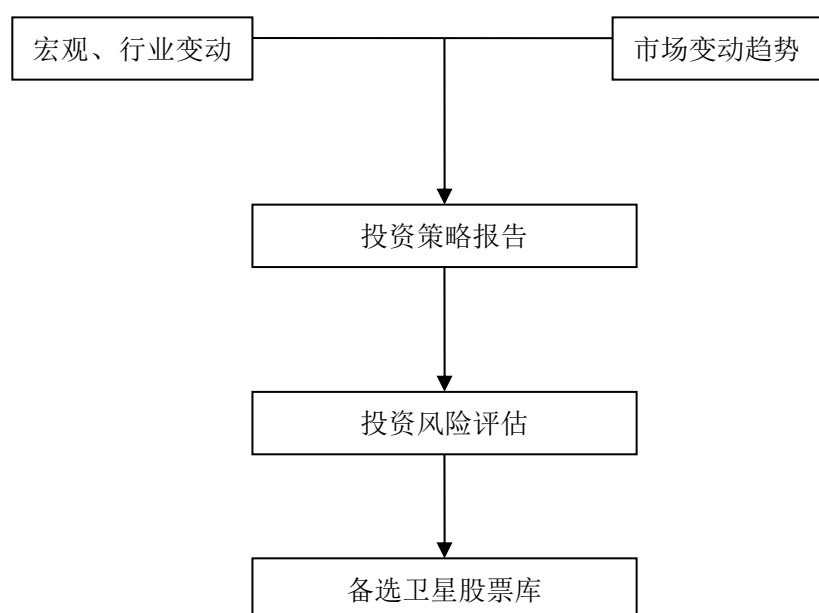 宏观、行业变动
市场变动趋势
投资策略报告
投资风险评估
备选卫星股票库